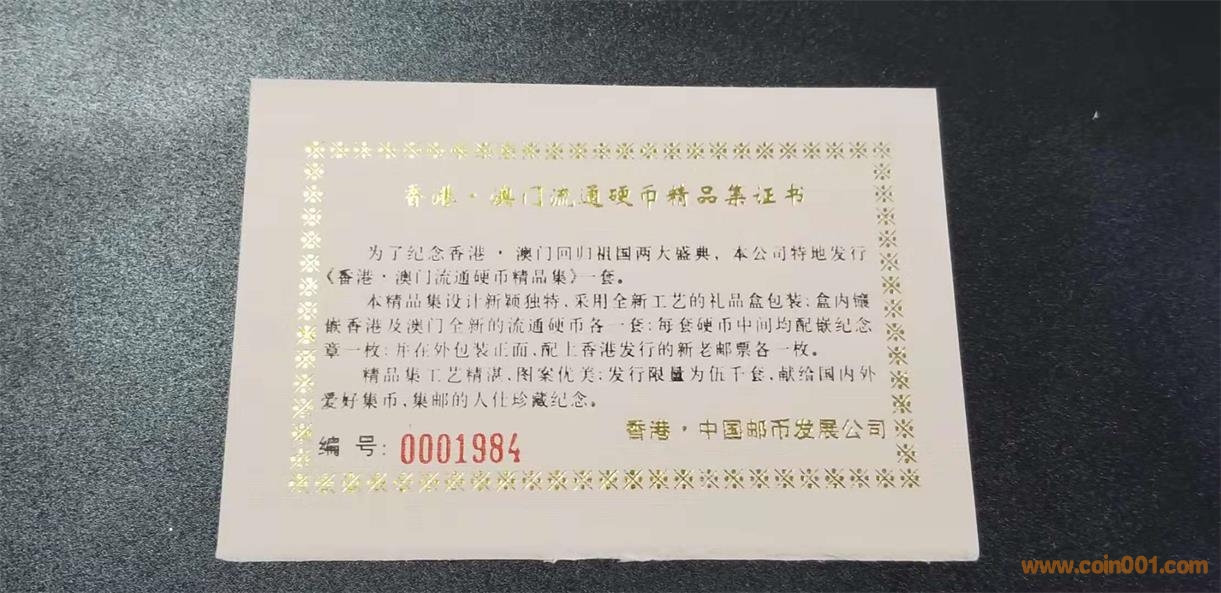 香港·澳门流通硬币精品集证书
为了纪念香港·澳门回归祖国两大盛典，本公司特地发行
《香港·澳门流通硬币精品集》一套。
本精品集设计新颖独特，采用全新工艺的礼品盒包装；盒内镶
嵌香港及澳门全新的流通硬币各一套；每套硬币中间均配嵌纪念
章一枚；并在外包装正面，配上香港发行的新老邮票各一枚。
精品集工艺精湛，图案优美；发行限量为伍千套，献给国内外
爱好集币，集邮的人仕珍藏纪念。
香港·中国邮币发展公司
编 号: 0001984
www.coin001.com